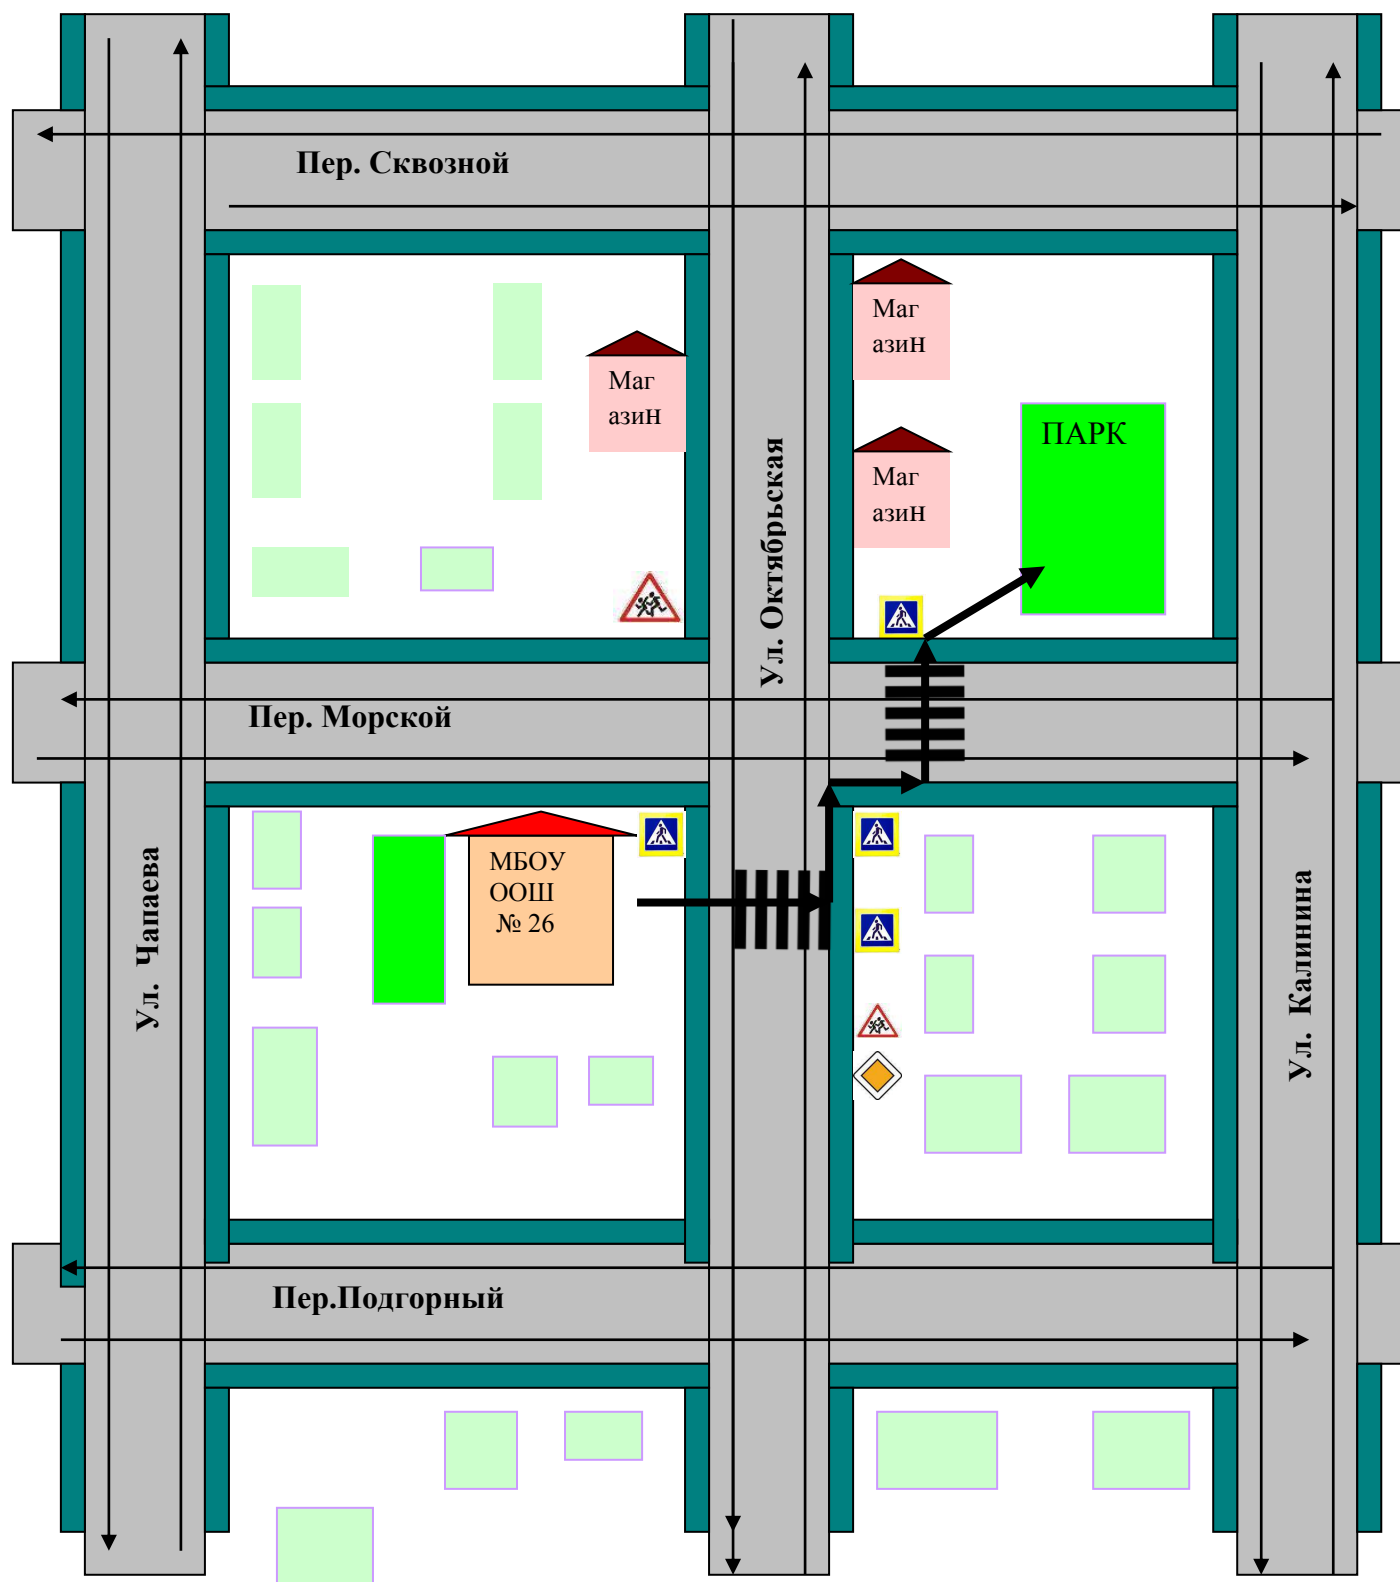 Пер. Сквозной
Маг
азин
Маг
азин
ПАРК
Маг
азин
Ул. Октябрьская
Пер. Морской
МБОУ
ООШ
№ 26
Ул. Чапаева
Ул. Калинина
Пер.Подгорный